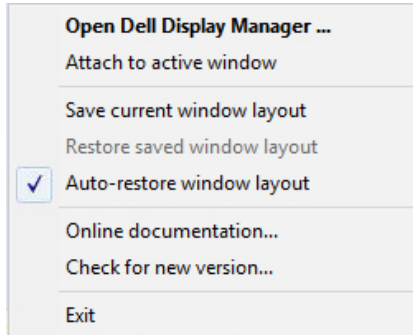 Open Dell Display Manager ...
Attach to active window
Save current window layout
Restore saved window layout
Auto-restore window layout
Online documentation...
Check for new version...
Exit